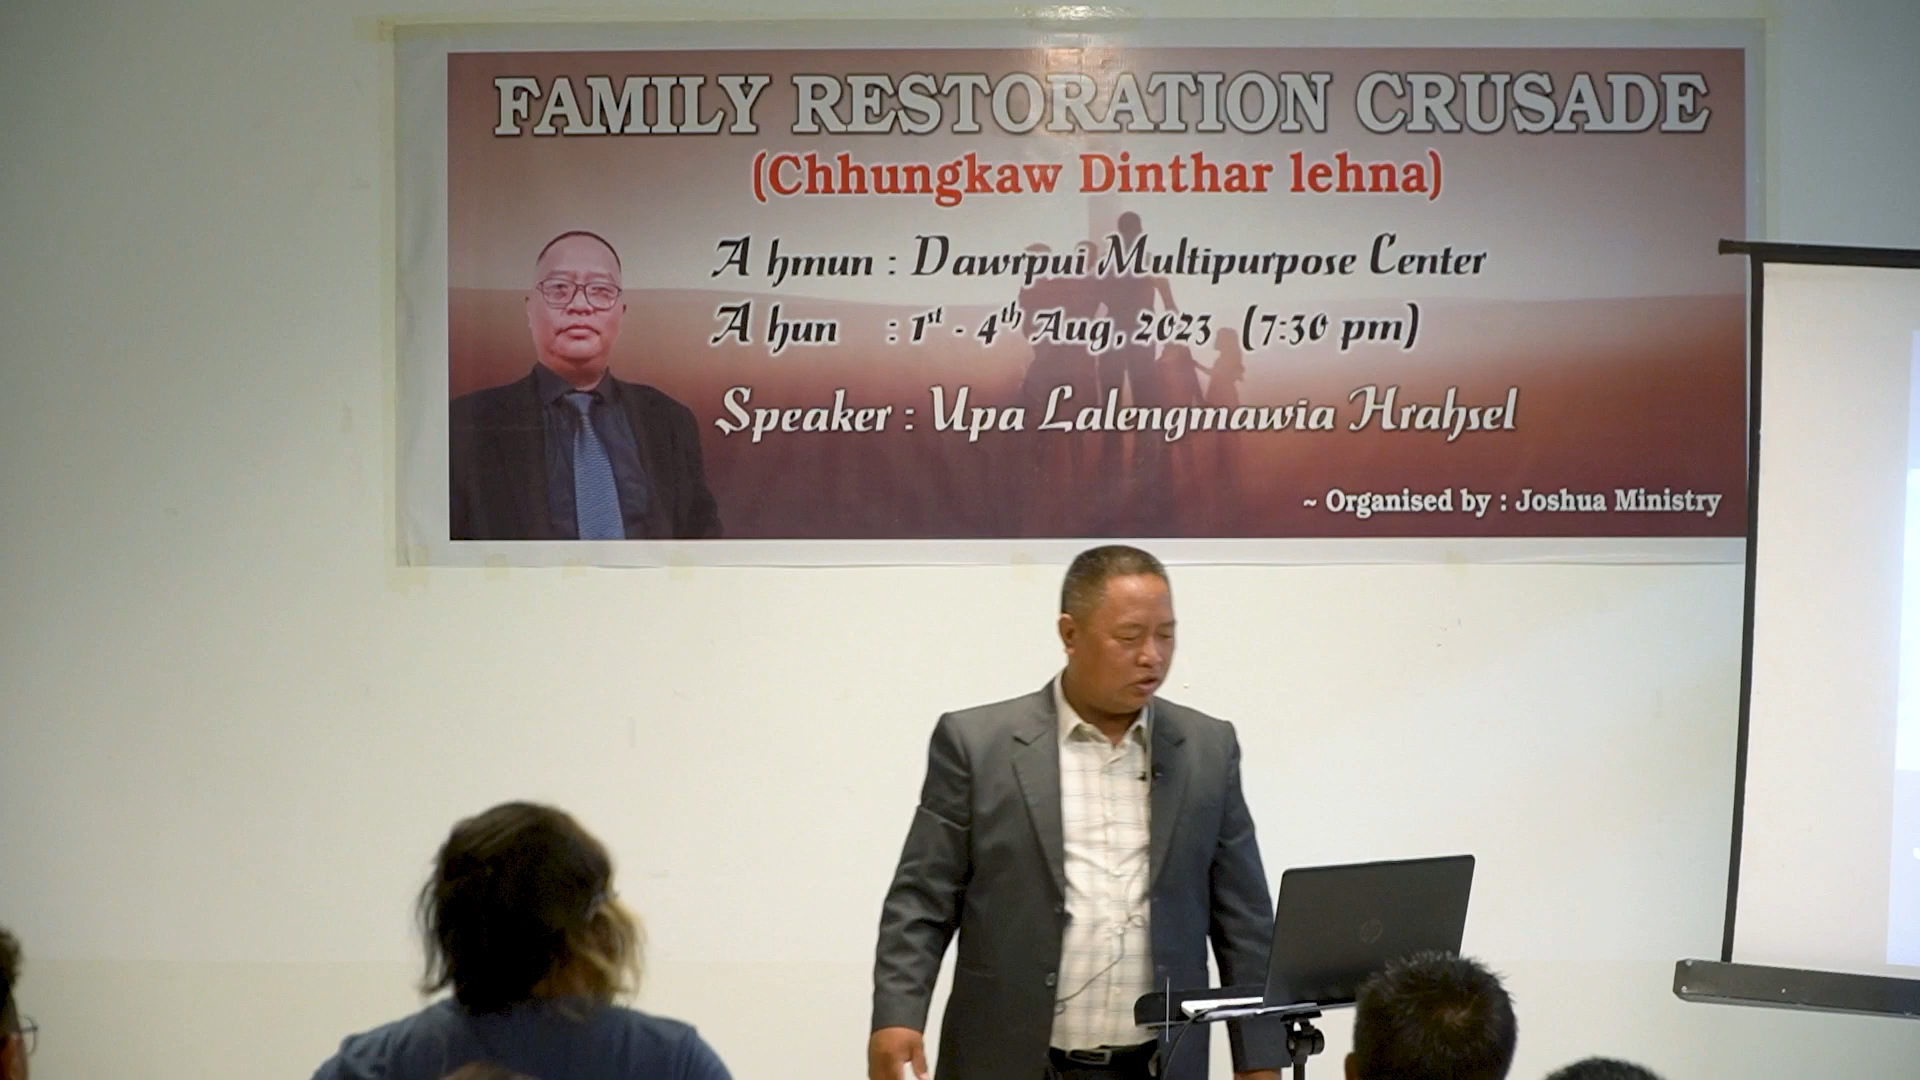 FAMILY RESTORATION CRUSADE
(Chhungkaw Dinthar lehna)
A hmun : Dawrpui Multipurpose Center
A hun : 1st - 4th Aug, 2023 (7:30 pm)
Speaker : Upa Lalengmawia Hrahsel
~ Organised by : Joshua Ministry
hp